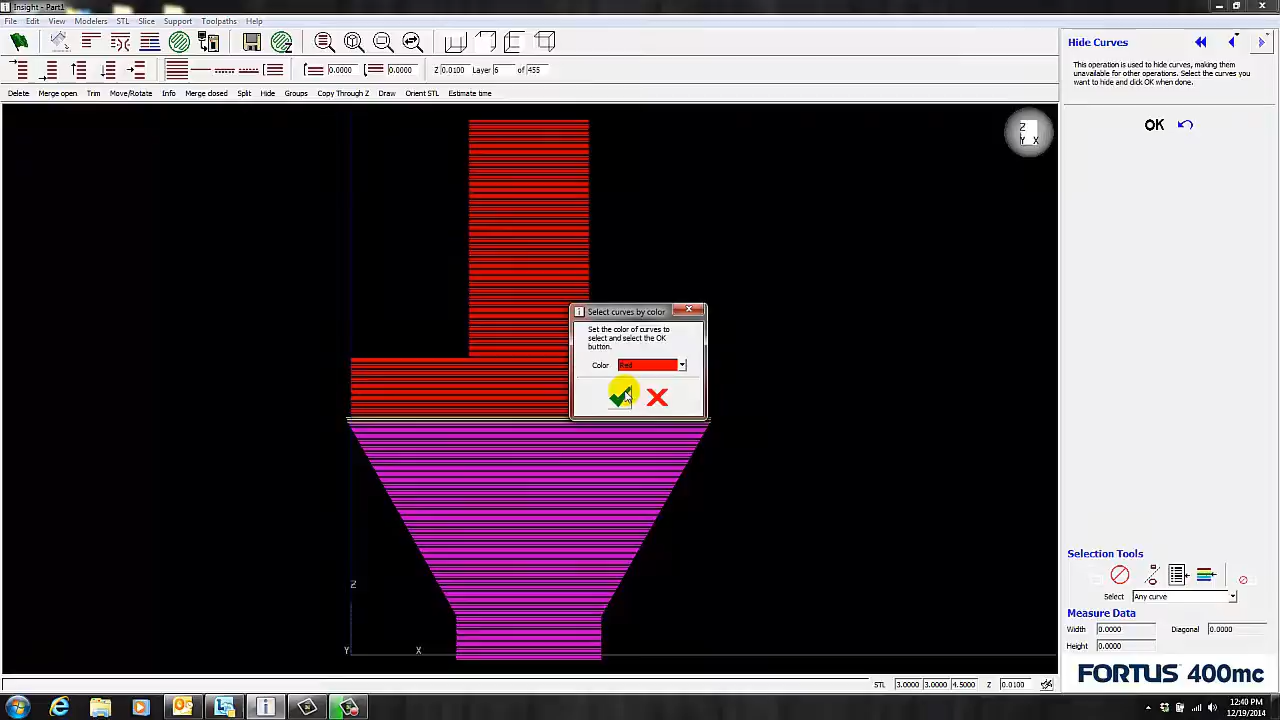 Insight - Part1
File Edit View Modelers STL Slice Support Toolpaths Help
0.0000 0.0000 Z 0.0100 Layer 6 of 455
Delete Merge open Trim Move/Rotate Info Merge closed Split Hide Groups Copy Through Z Draw Orient STL Estimate time
Hide Curves
This operation is used to hide curves, making them
unavailable for other operations. Select the curves you
want to hide and click OK when done.
OK
Z
Y X
Select curves by color
Set the color of curves to
select and select the OK
button.
Color Red
Z
Y X
Selection Tools
Select Any curve
Measure Data
Width 0.0000 Diagonal 0.0000
Height 0.0000
FORTUS 400mc
STL 3.0000 3.0000 4.5000 Z 0.0100
12:40 PM
12/19/2014